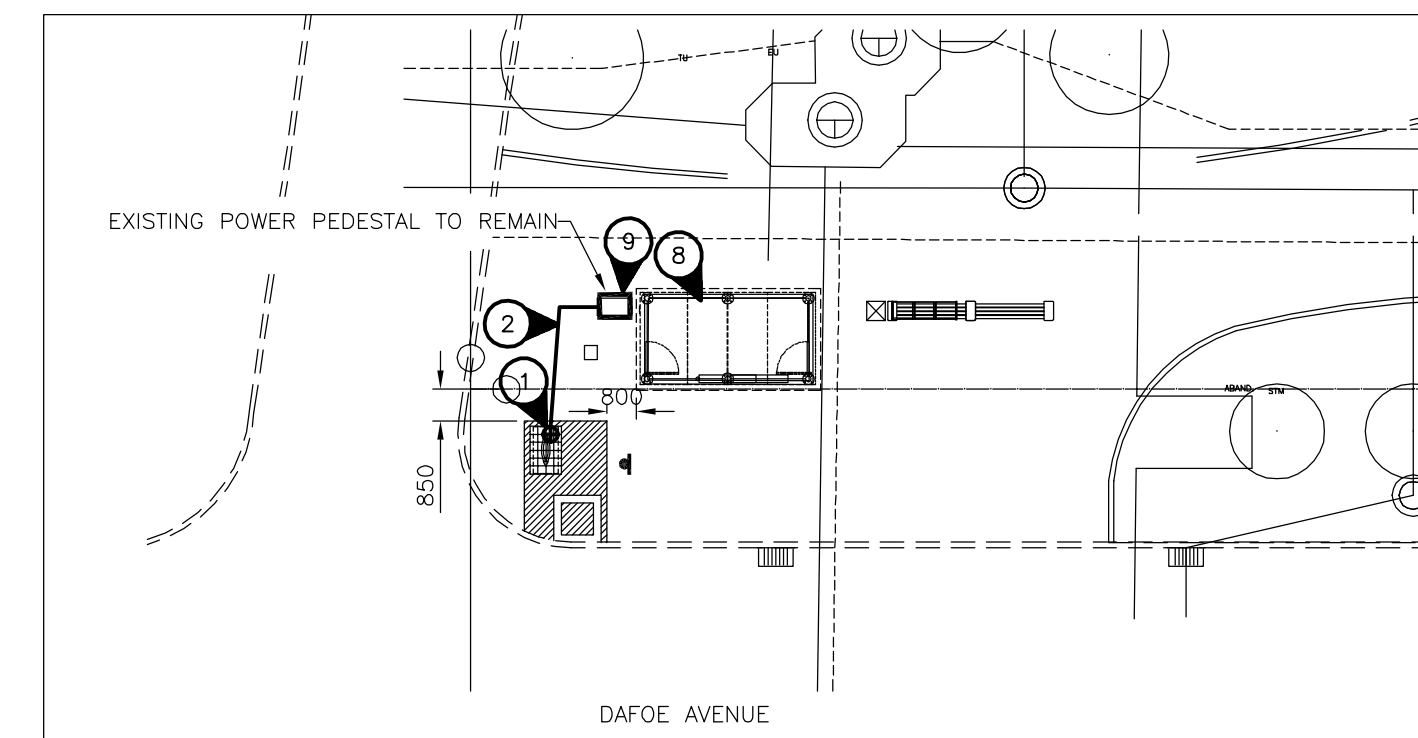 TU
EU
EXISTING POWER PEDESTAL TO REMAIN
9
8
2
1
800
ABAND.
STM
850
DAFOE AVENUE